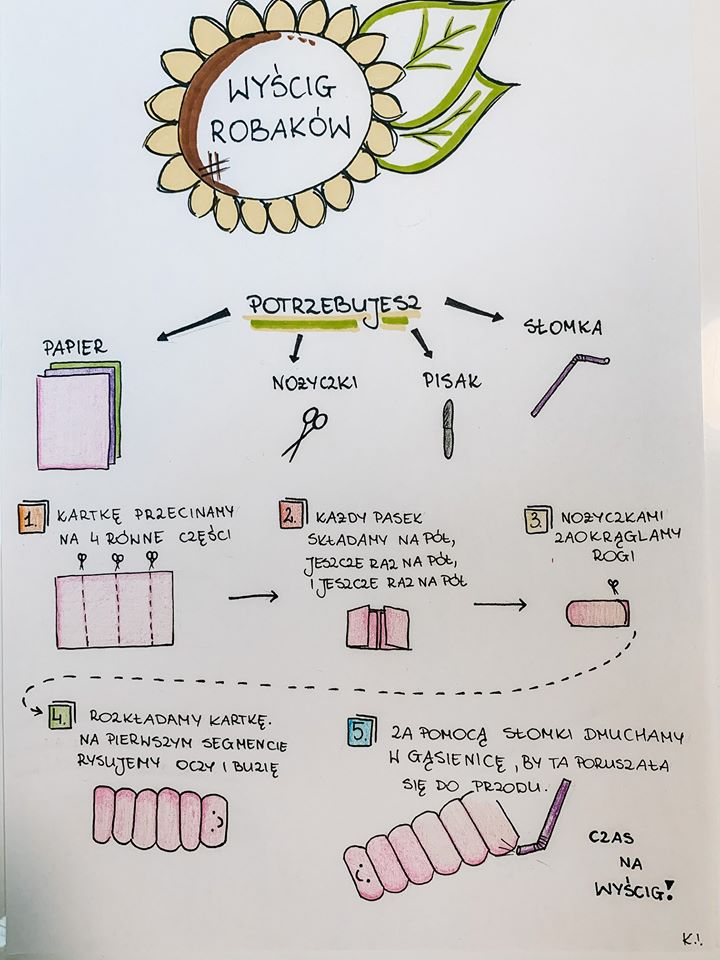 WYŚCIG
ROBAKÓW
POTRZEBUJESZ
PAPIER
NOŻYCZKI
PISAK
SŁOMKA
1. KARTKĘ PRZECINAMY
NA 4 RÓWNE CZĘŚCI
2. KAŻDY PASEK
SKŁADAMY NA PÓŁ,
JESZCZE RAZ NA PÓŁ,
I JESZCZE RAZ NA PÓŁ
3. NOŻYCZKAMI
ZAOKRĄGLAMY
ROGI
4. ROZKŁADAMY KARTKĘ.
NA PIERWSZYM SEGMENCIE
RYSUJEMY OCZY I BUZIĘ
5. ZA POMOCĄ SŁOMKI DMUCHAMY
W GĄSIENICĘ, BY TA PORUSZAŁA
SIĘ DO PRZODU.
CZAS
NA
WYŚCIG!
K.!.